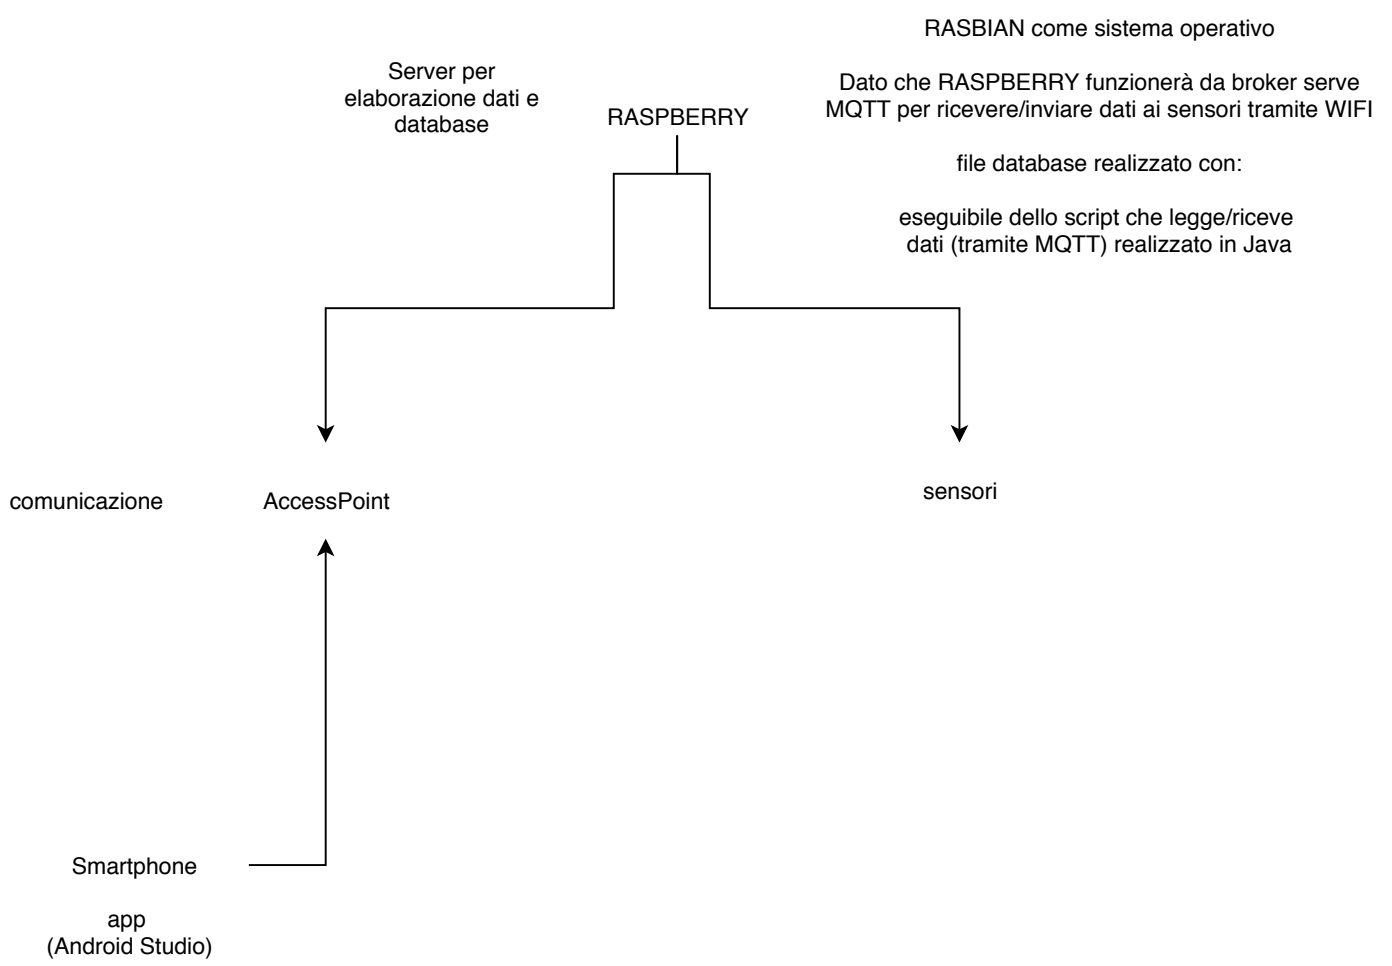 RASBIAN come sistema operativo
Server per
elaborazione dati e
database
RASPBERRY
Dato che RASPBERRY funzionerà da broker serve
MQTT per ricevere/inviare dati ai sensori tramite WIFI
file database realizzato con:
eseguibile dello script che legge/riceve
dati (tramite MQTT) realizzato in Java
comunicazione
AccessPoint
sensori
Smartphone
app
(Android Studio)